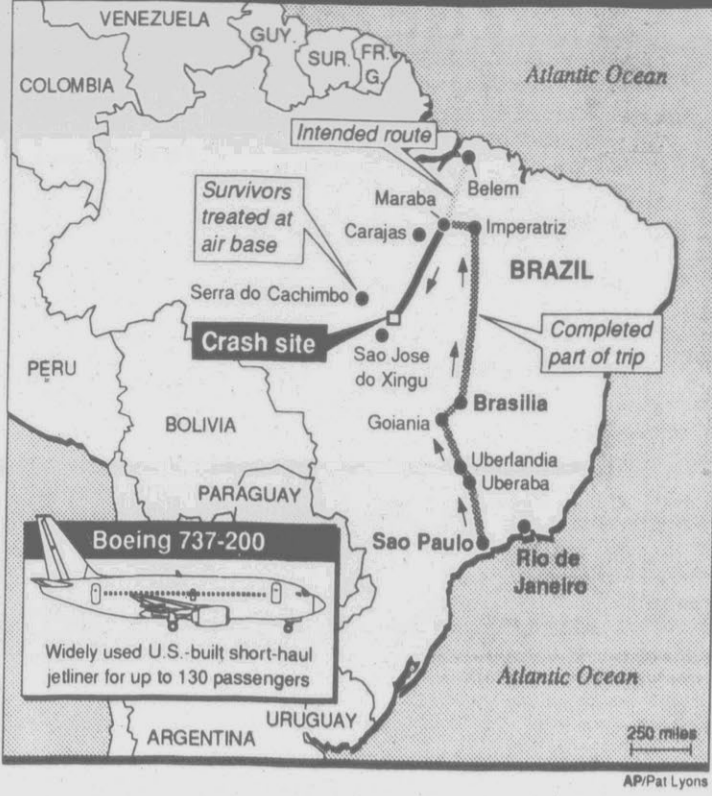 VENEZUELA
GUY.
SUR.
FR.
G.
COLOMBIA
Atlantic Ocean
Intended route
Belem
Survivors
treated at
air base
Maraba
Carajas
Imperatriz
BRAZIL
Serra do Cachimbo
Crash site
Completed
part of trip
Sao Jose
do Xingu
PERU
Brasilia
Goiania
BOLIVIA
Uberlandia
Uberaba
PARAGUAY
Boeing 737-200
Sao Paulo
Rio de
Janeiro
Widely used U.S.-built short-haul
jetliner for up to 130 passengers
Atlantic Ocean
URUGUAY
ARGENTINA
250 miles
AP/Pat Lyons